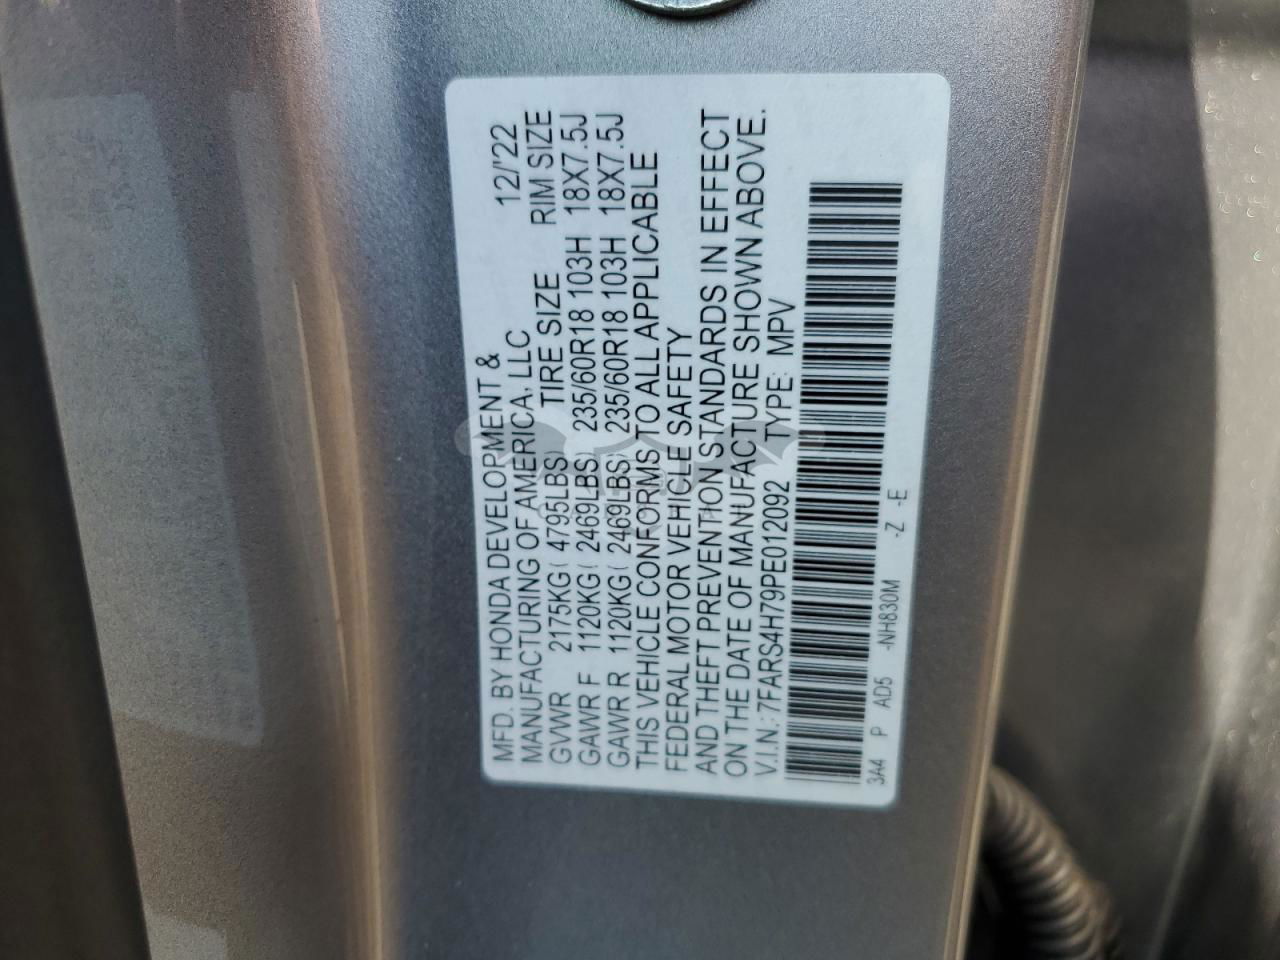 MFD. BY HONDA DEVELOPMENT &
MANUFACTURING OF AMERICA, LLC 12/'22
GVWR 2175KG( 4795LBS) TIRE SIZE RIM SIZE
GAWR F 1120KG( 2469LBS) 235/60R18 103H 18X7.5J
GAWR R 1120KG( 2469LBS) 235/60R18 103H 18X7.5J
THIS VEHICLE CONFORMS TO ALL APPLICABLE
FEDERAL MOTOR VEHICLE SAFETY
AND THEFT PREVENTION STANDARDS IN EFFECT
ON THE DATE OF MANUFACTURE SHOWN ABOVE.
V.I.N.: 7FARS4H79PE012092 TYPE: MPV
3A4 P AD5 -NH830M -Z -E